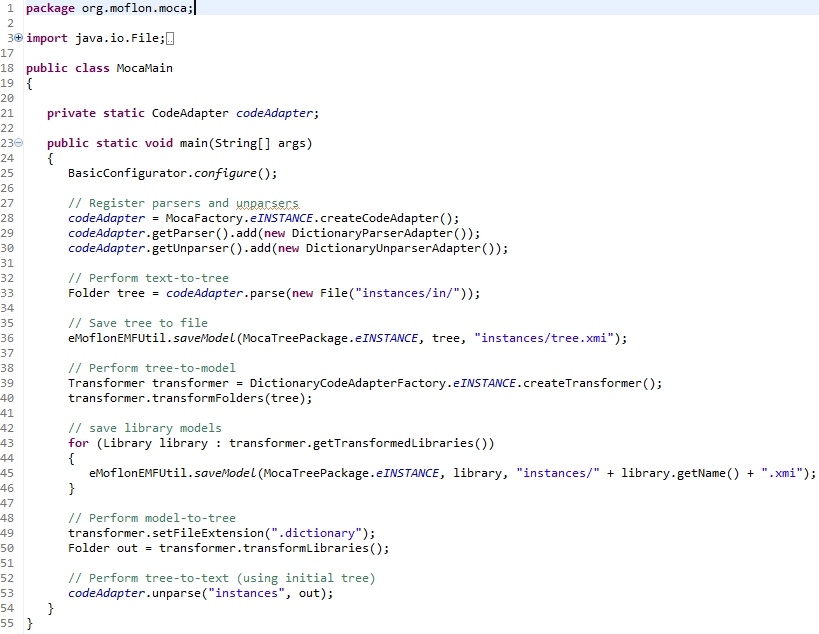 1 package org.moflon.moca;
2
3 import java.io.File;
17
18 public class MocaMain
19 {
20
21 private static CodeAdapter codeAdapter;
22
23 public static void main(String[] args)
24 {
25 BasicConfigurator.configure();
26
27 // Register parsers and unparsers
28 codeAdapter = MocaFactory.eINSTANCE.createCodeAdapter();
29 codeAdapter.getParser().add(new DictionaryParserAdapter());
30 codeAdapter.getUnparser().add(new DictionaryUnparserAdapter());
31
32 // Perform text-to-tree
33 Folder tree = codeAdapter.parse(new File("instances/in/"));
34
35 // Save tree to file
36 eMoflonEMFUtil.saveModel(MocaTreePackage.eINSTANCE, tree, "instances/tree.xmi");
37
38 // Perform tree-to-model
39 Transformer transformer = DictionaryCodeAdapterFactory.eINSTANCE.createTransformer();
40 transformer.transformFolders(tree);
41
42 // save library models
43 for (Library library : transformer.getTransformedLibraries())
44 {
45 eMoflonEMFUtil.saveModel(MocaTreePackage.eINSTANCE, library, "instances/" + library.getName() + ".xmi");
46 }
47
48 // Perform model-to-tree
49 transformer.setFileExtension(".dictionary");
50 Folder out = transformer.transformLibraries();
51
52 // Perform tree-to-text (using initial tree)
53 codeAdapter.unparse("instances", out);
54 }
55 }